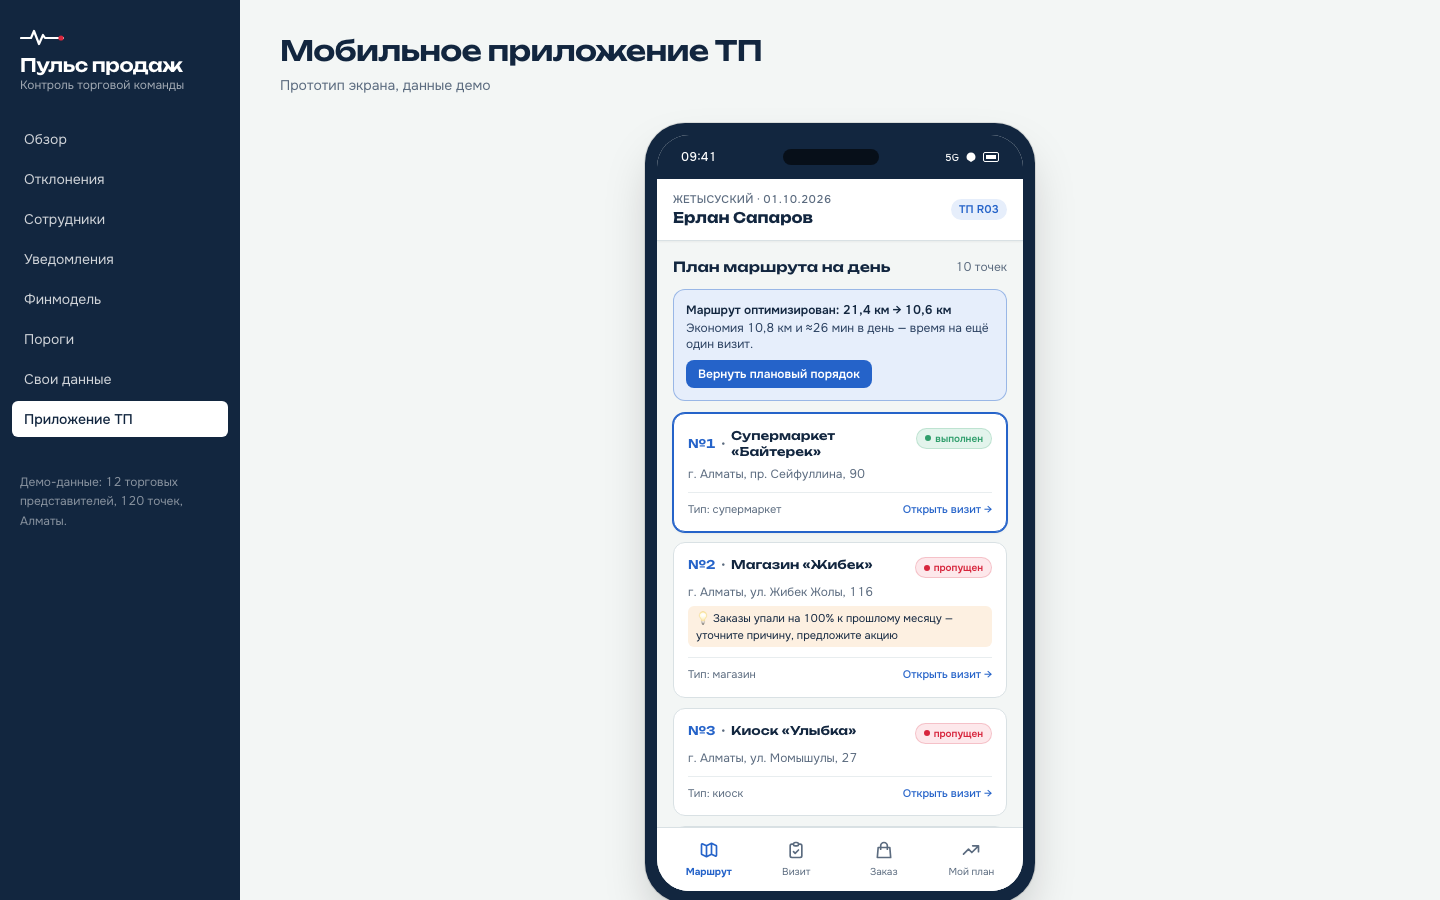 Пульс продаж
Контроль торговой команды
Обзор
Отклонения
Сотрудники
Уведомления
Финмодель
Пороги
Свои данные
Приложение ТП
Демо-данные: 12 торговых
представителей, 120 точек,
Алматы.
Мобильное приложение ТП
Прототип экрана, данные демо
09:41
5G
ЖЕТЫСУСКИЙ · 01.10.2026
Ерлан Сапаров
ТП R03
План маршрута на день
10 точек
Маршрут оптимизирован: 21,4 км → 10,6 км
Экономия 10,8 км и ≈26 мин в день — время на ещё
один визит.
Вернуть плановый порядок
№1 · Супермаркет
«Байтерек»
выполнен
г. Алматы, пр. Сейфуллина, 90
Тип: супермаркет
Открыть визит →
№2 · Магазин «Жибек»
пропущен
г. Алматы, ул. Жибек Жолы, 116
💡 Заказы упали на 100% к прошлому месяцу —
уточните причину, предложите акцию
Тип: магазин
Открыть визит →
№3 · Киоск «Улыбка»
пропущен
г. Алматы, ул. Момышулы, 27
Тип: киоск
Открыть визит →
Маршрут
Визит
Заказ
Мой план